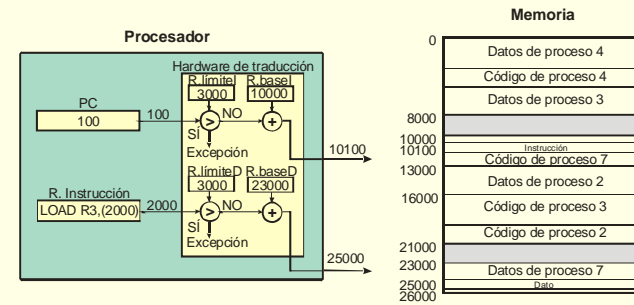 Procesador
Hardware de traducción
R.límiteI
R.baseI
3000
10000
PC
100
100
>
NO
+
SÍ
Excepción
10100
R.límiteD
R.baseD
3000
23000
R. Instrucción
LOAD R3,(2000)
2000
>
NO
+
SÍ
Excepción
25000
Memoria
0
Datos de proceso 4
Código de proceso 4
Datos de proceso 3
8000
10000
10100
Instrucción
Código de proceso 7
13000
Datos de proceso 2
16000
Código de proceso 3
Código de proceso 2
21000
23000
Datos de proceso 7
25000
Dato
26000